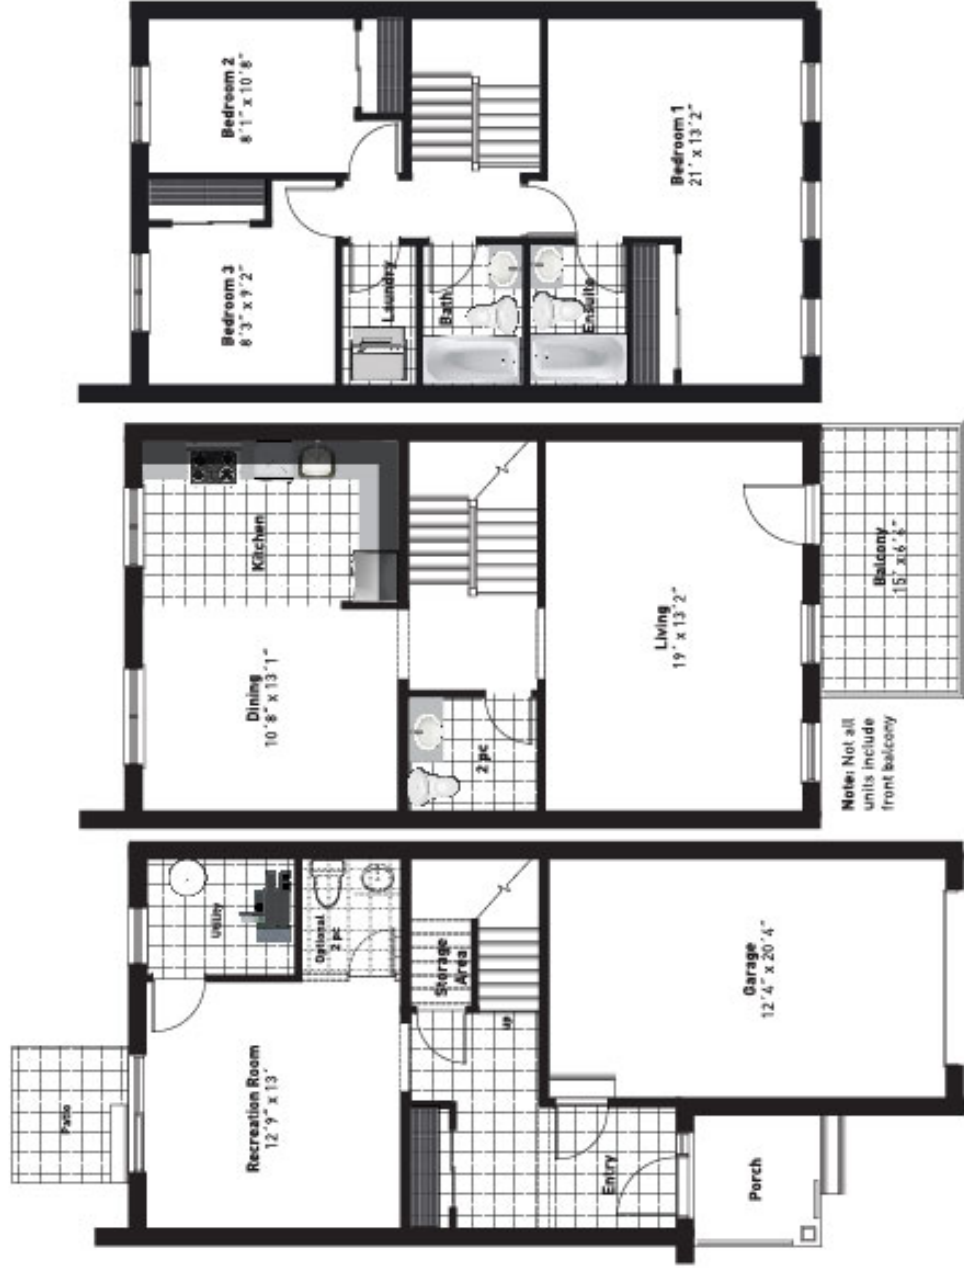 Patio
Recreation Room
12'9" x 13'
Utility
Optional
2 pc
Storage
Area
up
Entry
Garage
12'4" x 20'4"
Porch
Dining
10'8" x 13'1"
Kitchen
2 pc
Living
19' x 13'2"
Balcony
15' x 6'6"
Note: Not all
units include
front balcony
Bedroom 3
8'3" x 9'2"
Bedroom 2
8'1" x 10'8"
Laundry
Bath
Ensuite
Bedroom 1
21' x 13'2"